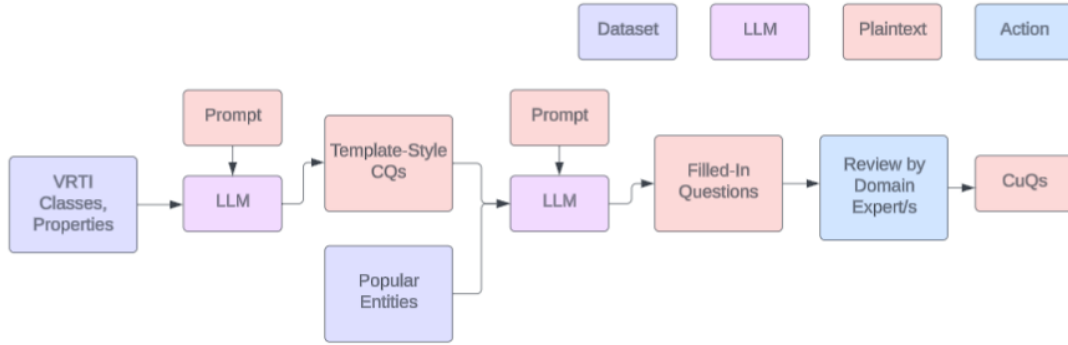 Dataset
LLM
Plaintext
Action
Prompt
Prompt
VRTI
Classes,
Properties
LLM
Template-Style
CQs
LLM
Filled-In
Questions
Review by
Domain
Expert/s
CuQs
Popular
Entities